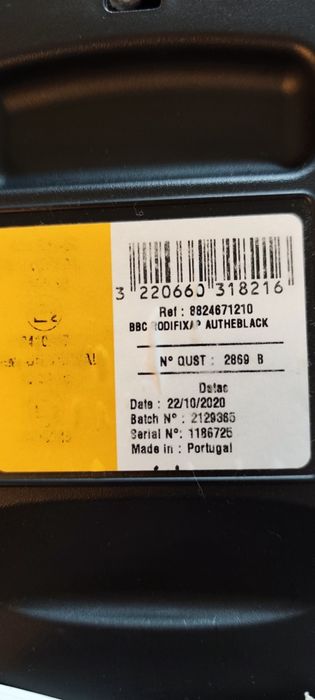 3 220660 318216
Ref : 8824671210
BBC RODIFIXAP AUTHEBLACK
N° QUST : 2869 B
Datac
Date : 22/10/2020
Batch N° : 2129365
Serial N°: 1186725
Made in : Portugal